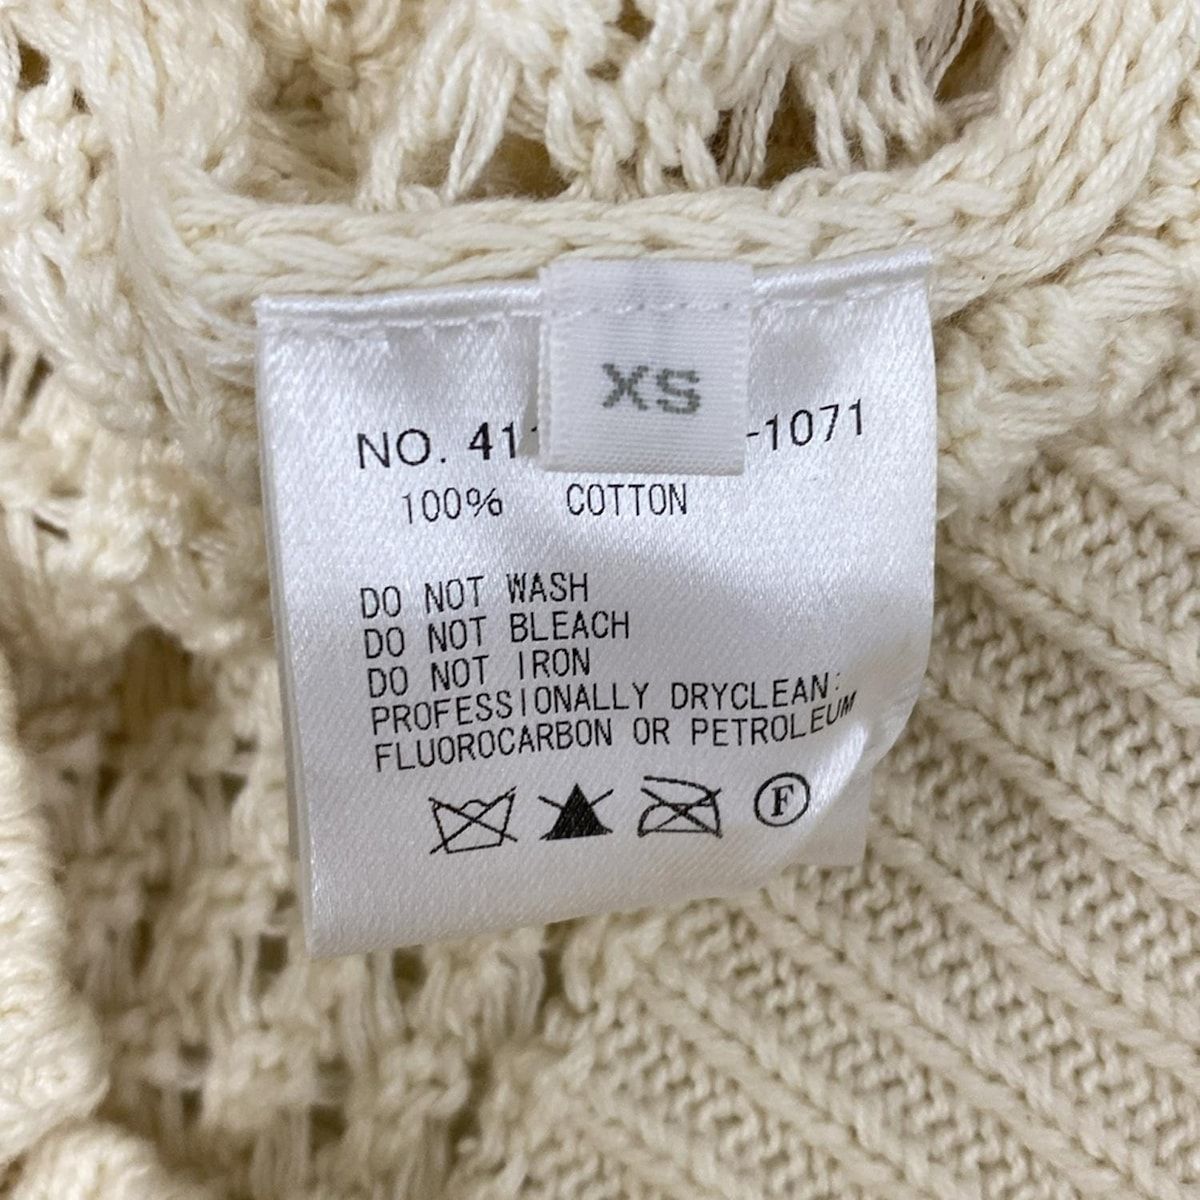 XS
NO. 41 -1071
100% COTTON
DO NOT WASH
DO NOT BLEACH
DO NOT IRON
PROFESSIONALLY DRYCLEAN:
FLUOROCARBON OR PETROLEUM
F